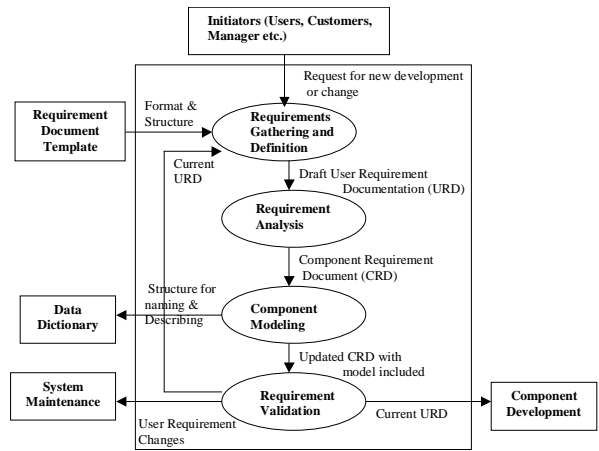 Initiators (Users, Customers,
Manager etc.)
Request for new development
or change
Format &
Structure
Requirement
Document
Template
Requirements
Gathering and
Definition
Current
URD
Draft User Requirement
Documentation (URD)
Requirement
Analysis
Component Requirement
Document (CRD)
Structure for
naming &
Describing
Data
Dictionary
Component
Modeling
Updated CRD with
model included
System
Maintenance
Requirement
Validation
Current URD
Component
Development
User Requirement
Changes